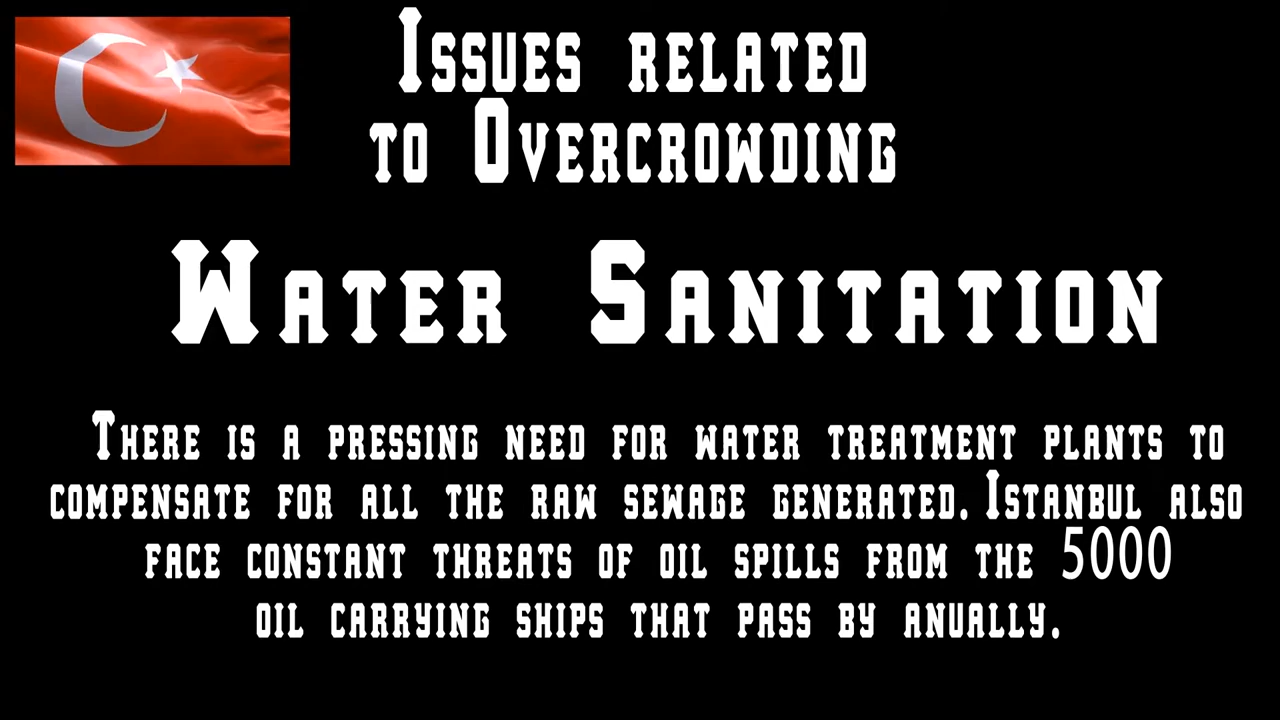 Issues related
to Overcrowding
Water Sanitation
There is a pressing need for water treatment plants to
compensate for all the raw sewage generated. Istanbul also
face constant threats of oil spills from the 5000
oil carrying ships that pass by anually.